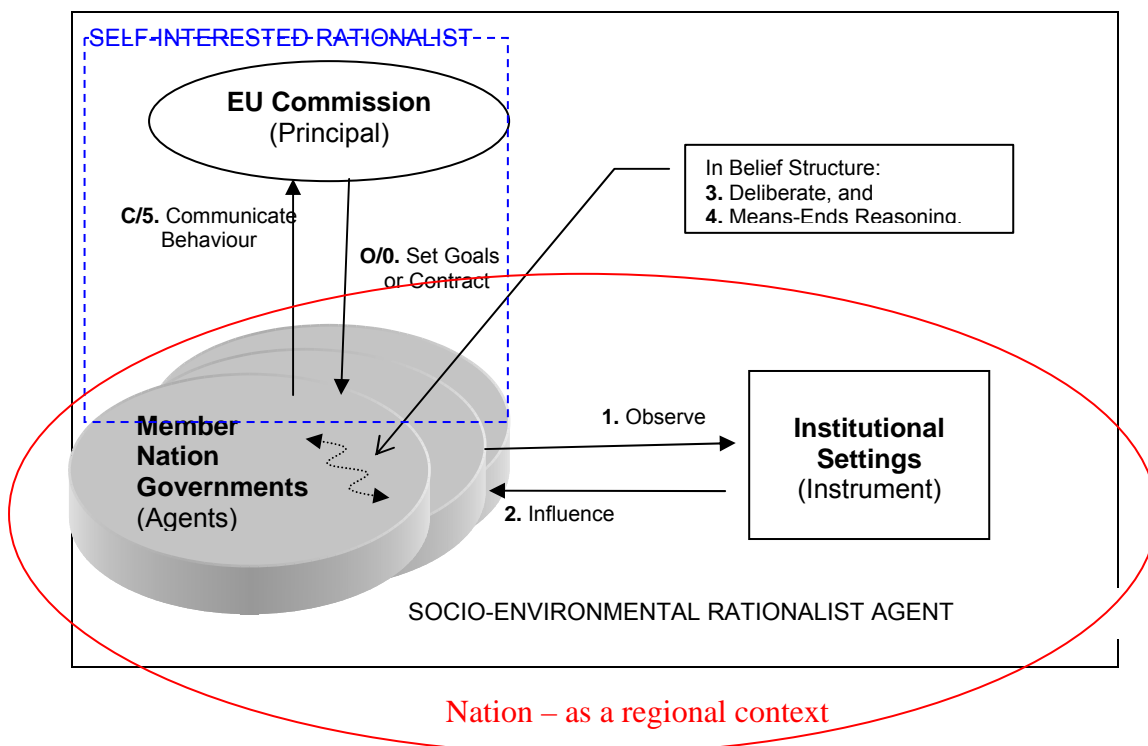 SELF-INTERESTED RATIONALIST
EU Commission
(Principal)
In Belief Structure:
3. Deliberate, and
4. Means-Ends Reasoning.
C/5. Communicate
Behaviour
O/0. Set Goals
or Contract
Member
Nation
Governments
(Agents)
1. Observe
2. Influence
Institutional
Settings
(Instrument)
SOCIO-ENVIRONMENTAL RATIONALIST AGENT
Nation – as a regional context